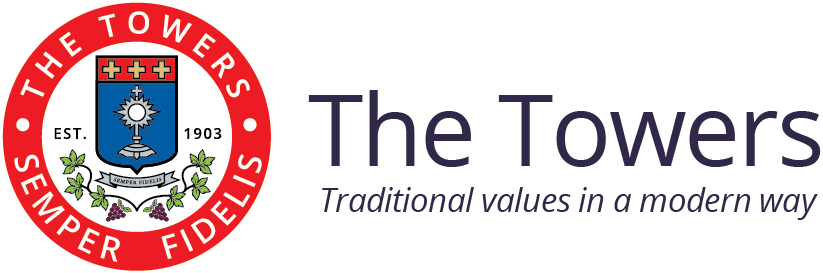 THE TOWERS
EST. 1903
SEMPER FIDELIS
SEMPER FIDELIS
The Towers
Traditional values in a modern way